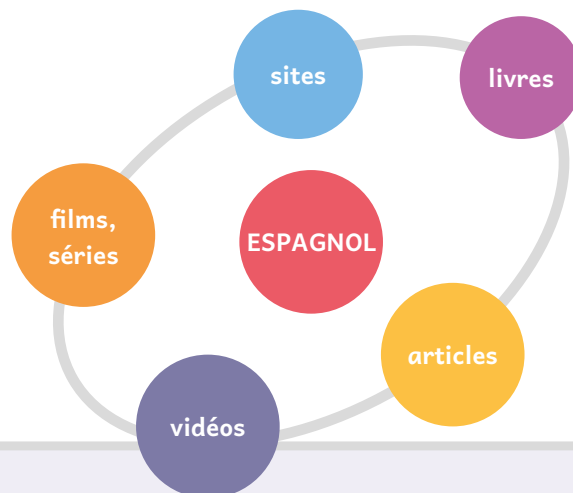 sites
livres
films,
séries
ESPAGNOL
articles
vidéos